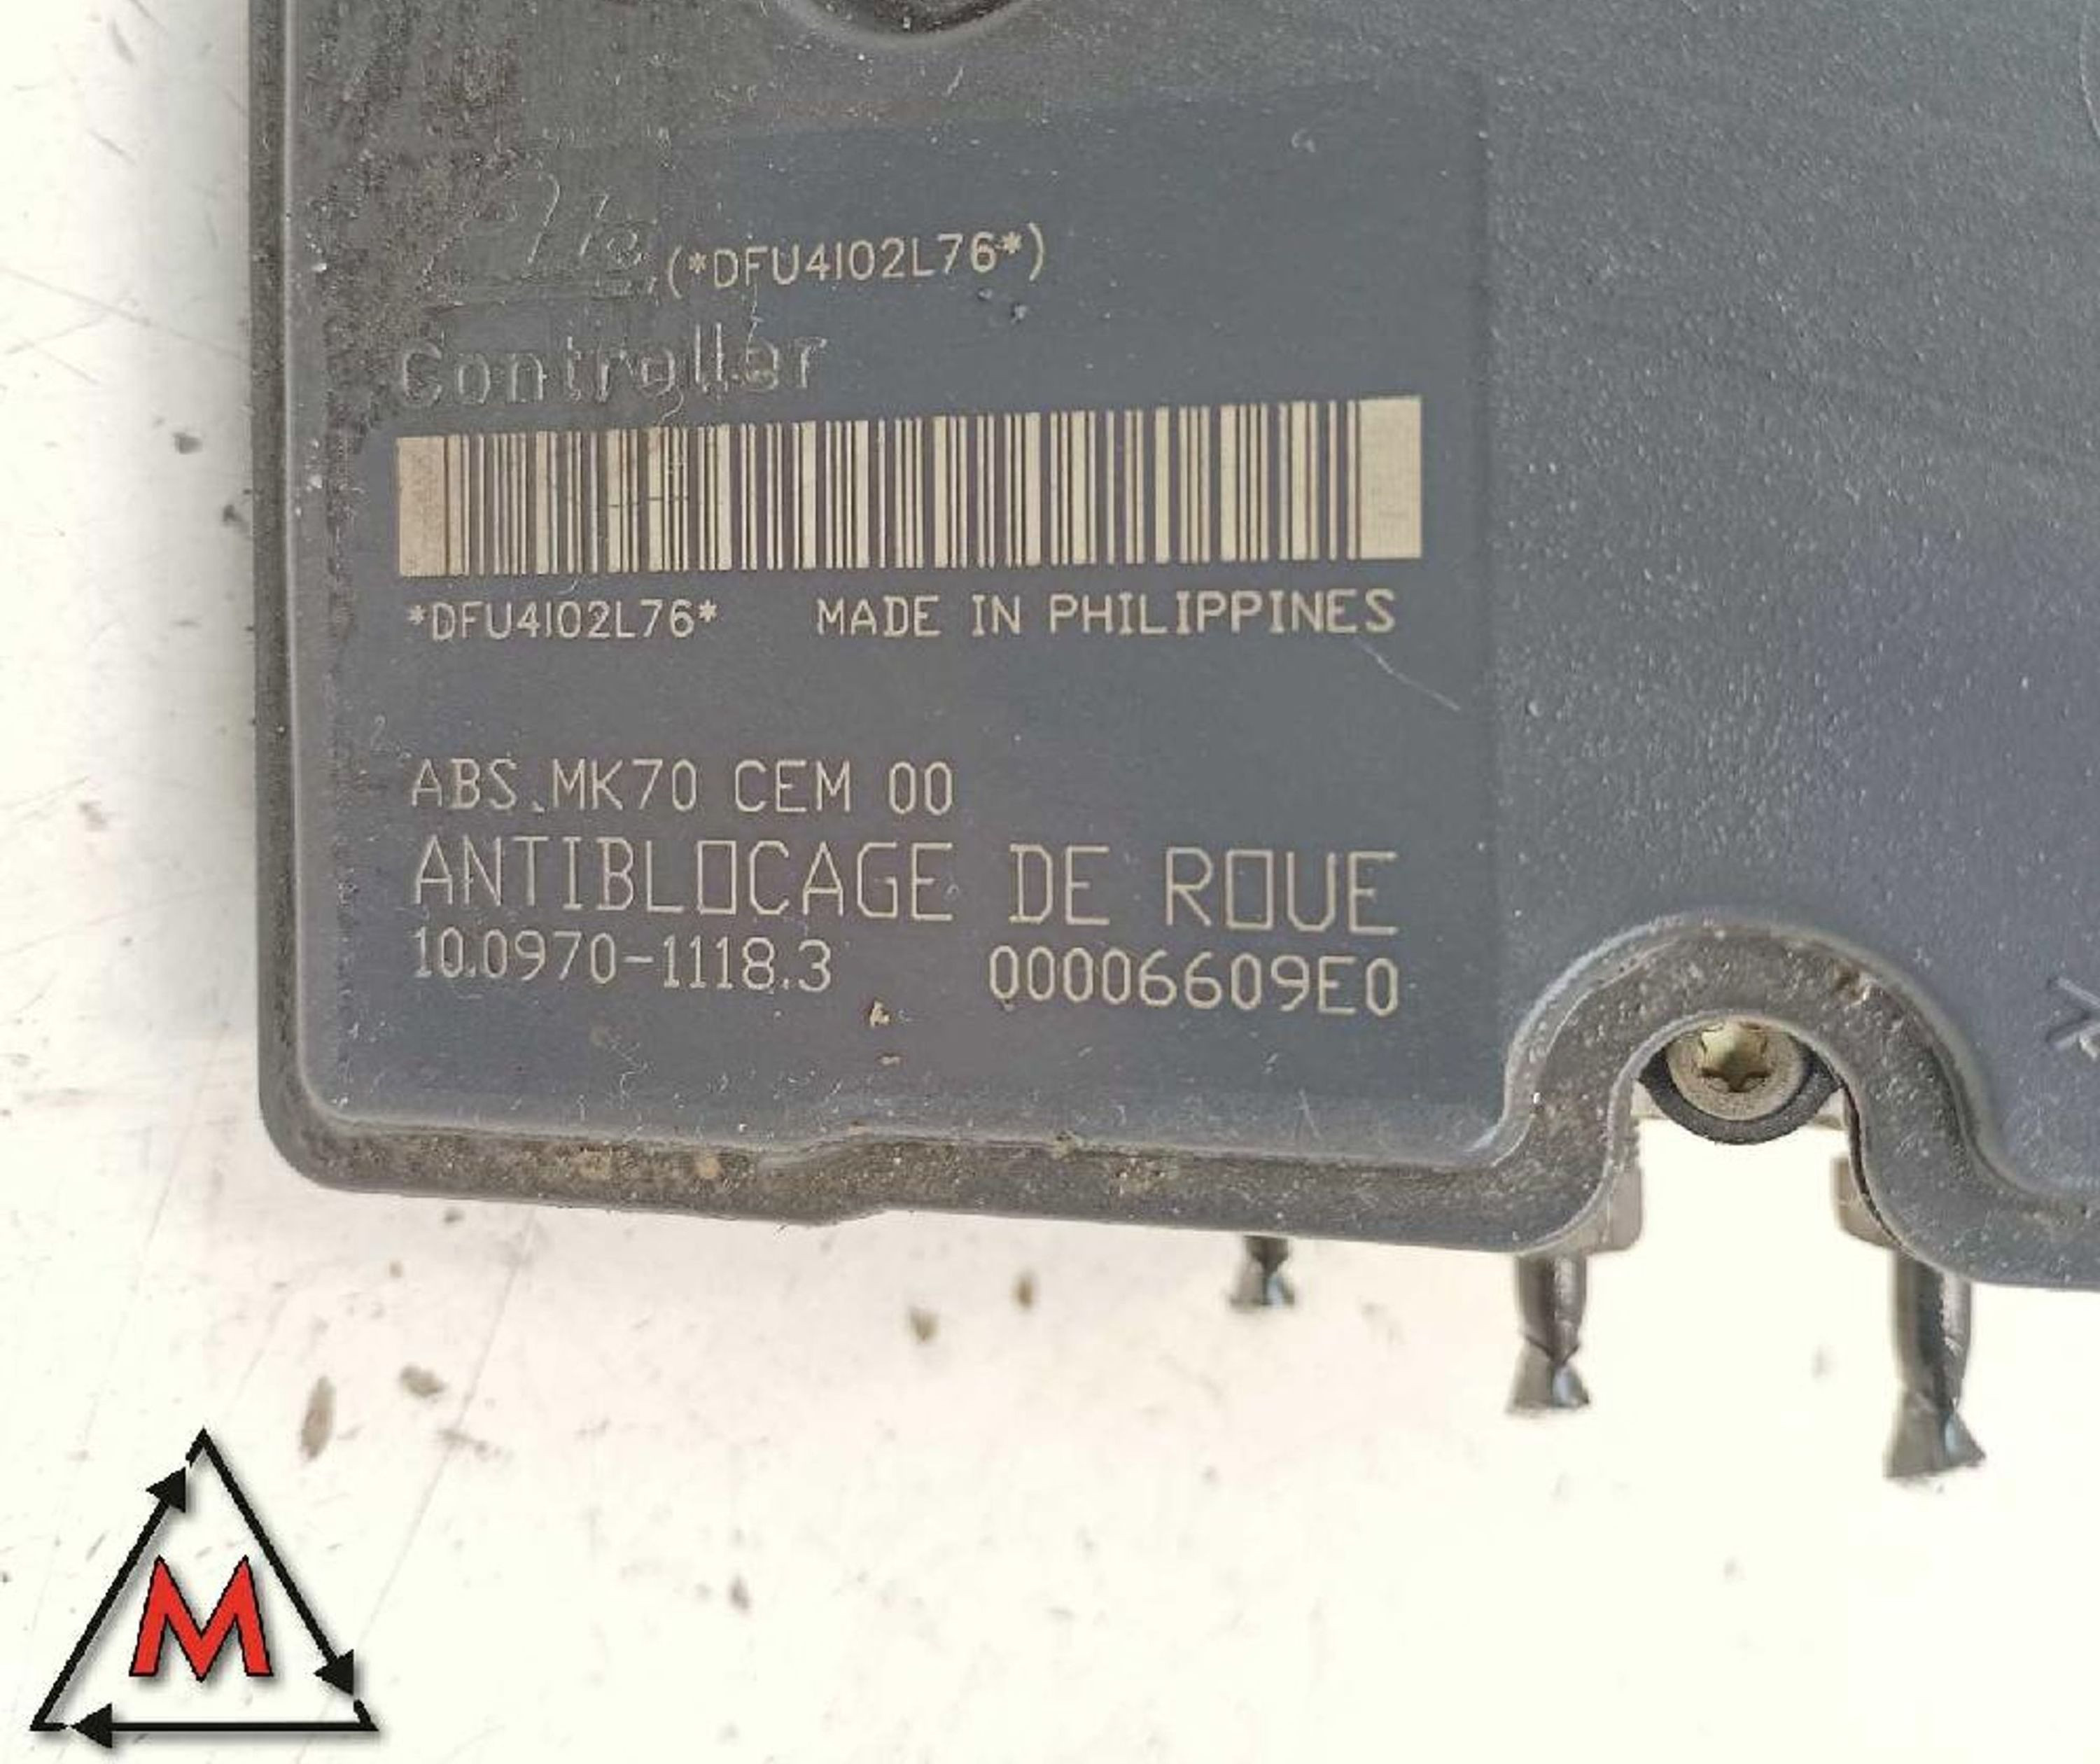 (*DFU4I02L76*)
Controller
*DFU4I02L76* MADE IN PHILIPPINES
ABS.MK70 CEM 00
ANTIBLOCAGE DE ROUE
10.0970-1118.3 00006609E0
M